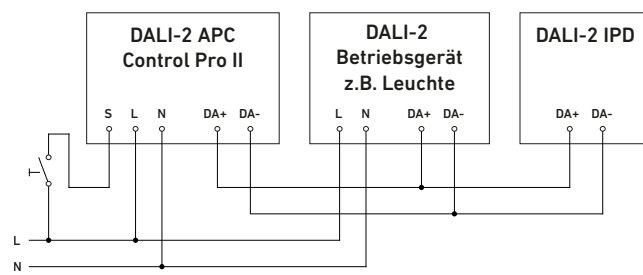 DALI-2 APC
Control Pro II
DALI-2
Betriebsgerät
z.B. Leuchte
DALI-2 IPD
S L N DA+ DA-
L N DA+ DA-
DA+ DA-
L
N